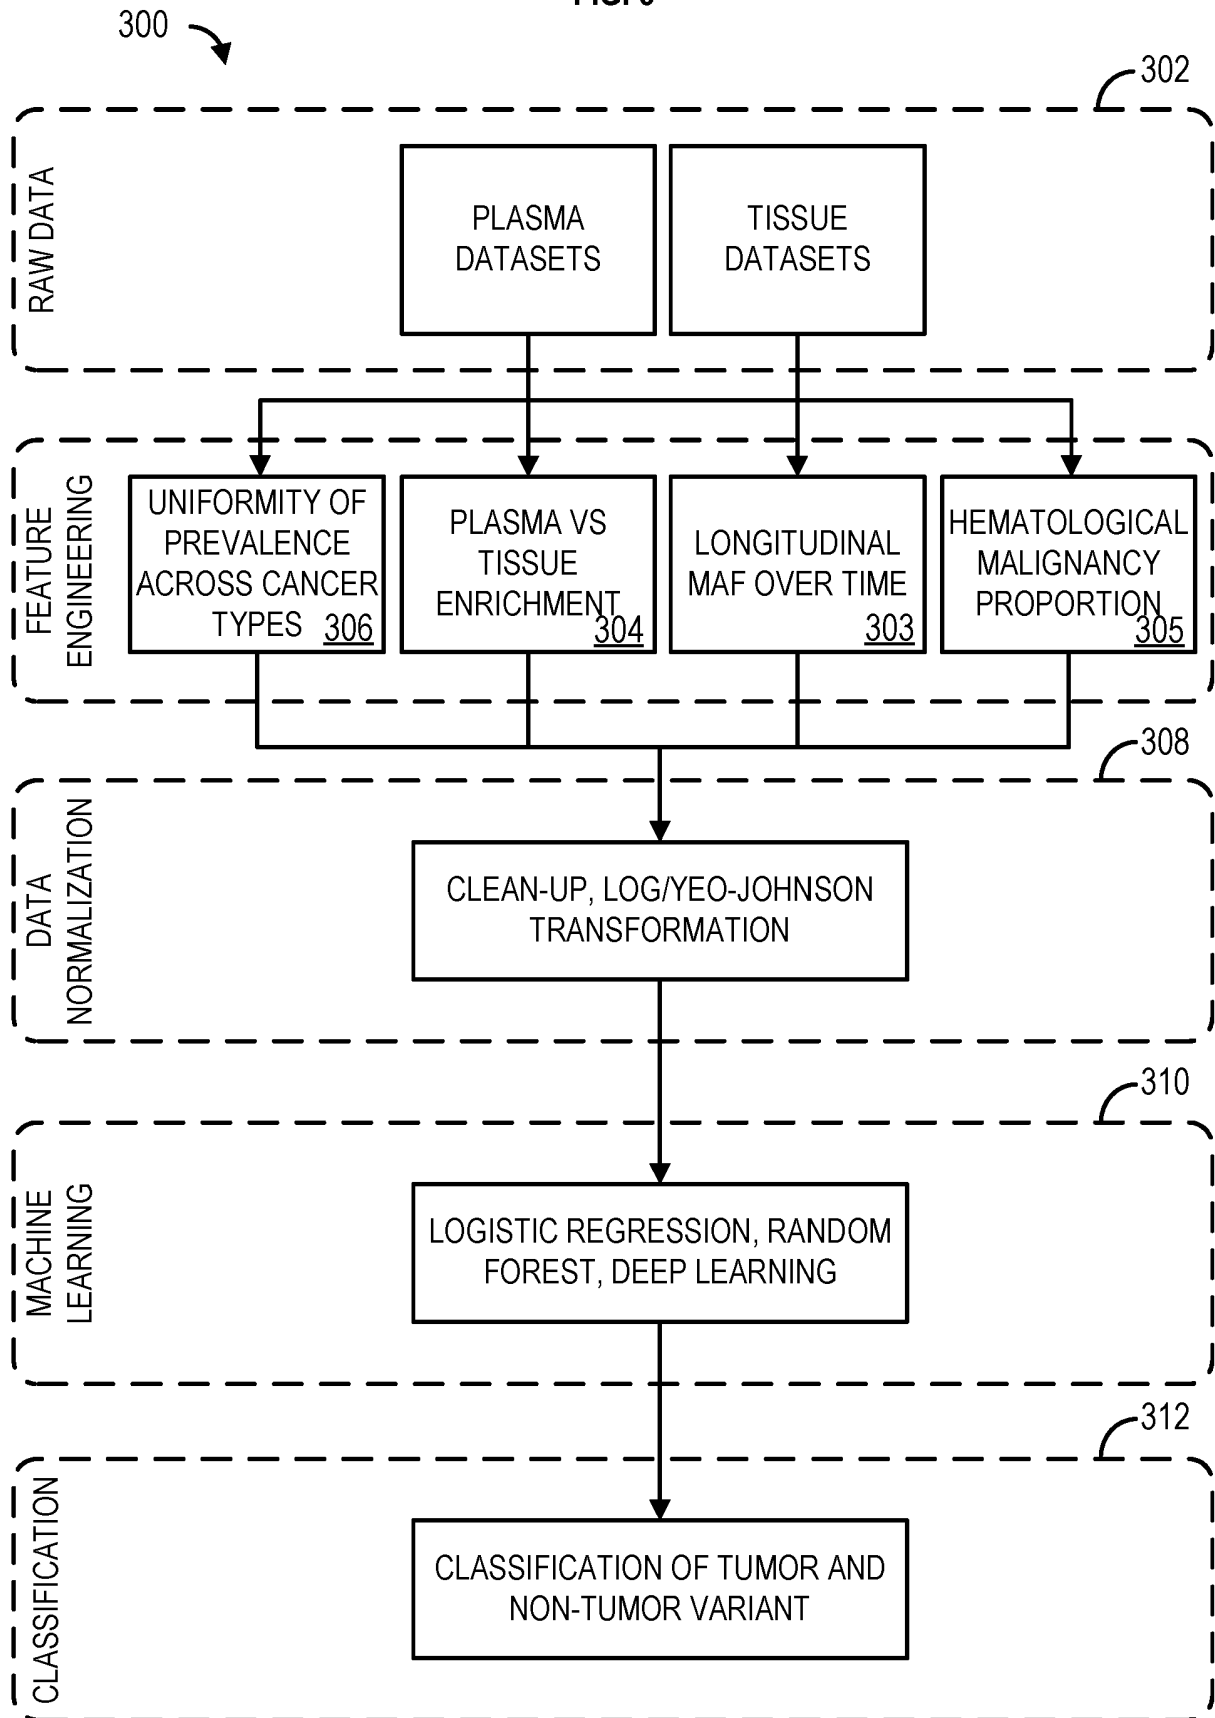 300
302
RAW DATA
PLASMA
DATASETS
TISSUE
DATASETS
FEATURE
ENGINEERING
UNIFORMITY OF
PREVALENCE
ACROSS CANCER
TYPES 306
PLASMA VS
TISSUE
ENRICHMENT
304
LONGITUDINAL
MAF OVER TIME
303
HEMATOLOGICAL
MALIGNANCY
PROPORTION
305
308
DATA
NORMALIZATION
CLEAN-UP, LOG/YEO-JOHNSON
TRANSFORMATION
310
MACHINE
LEARNING
LOGISTIC REGRESSION, RANDOM
FOREST, DEEP LEARNING
312
CLASSIFICATION
CLASSIFICATION OF TUMOR AND
NON-TUMOR VARIANT